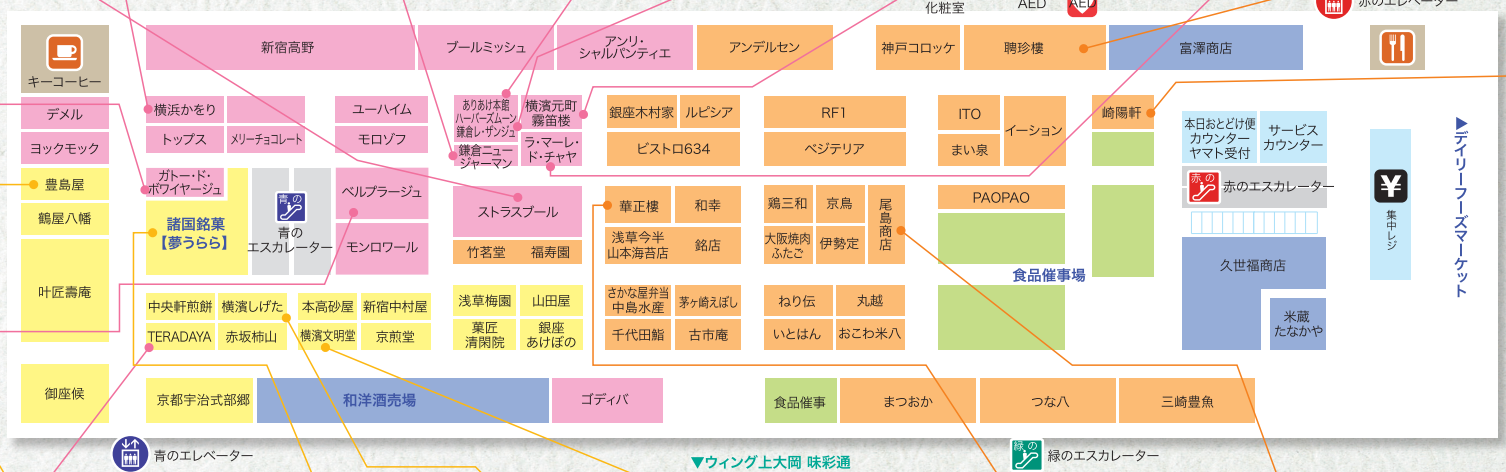 化粧室
AED
AED
赤のエレベーター
キーコーヒー
新宿高野
ブールミッシュ
アンリ・
シャルパンティエ
アンデルセン
神戸コロッケ
聘珍樓
富澤商店
デメル
ヨックモック
横浜かをり
トップス
メリーチョコレート
ユーハイム
モロゾフ
ありあけ本館
ハーバーズムーン
鎌倉レ・ザンジュ
鎌倉ニュー
ジャーマン
横濱元町
霧笛楼
ラ・マーレ・
ド・チャヤ
銀座木村家
ルピシア
ビストロ634
RF1
ベジテリア
ITO
まい泉
イーション
崎陽軒
本日おとどけ便
カウンター
ヤマト受付
サービス
カウンター
▶デイリーフーズマーケット
豊島屋
鶴屋八幡
叶匠壽庵
ガトー・ド・
ボワイヤージュ
諸国銘菓
【夢うらら】
青の
青の
エスカレーター
ベルプラージュ
モンロワール
ストラスブール
竹茗堂
福寿園
華正樓
和幸
浅草今半
山本海苔店
銘店
鶏三和
京鳥
大阪焼肉
ふたご
伊勢定
尾島商店
PAOPAO
食品催事場
赤の
赤のエスカレーター
¥
集中レジ
久世福商店
米蔵
たなかや
中央軒煎餅
横濱しげた
本高砂屋
新宿中村屋
TERADAYA
赤坂柿山
横濱文明堂
京煎堂
浅草梅園
山田屋
菓匠
清閑院
銀座
あけぼの
さかな屋弁当
中島水産
茅ヶ崎えぼし
千代田鮨
古市庵
ねり伝
丸越
いとはん
おこわ米八
御座候
京都宇治式部郷
和洋酒売場
ゴディバ
食品催事
まつおか
つな八
三崎豊魚
青のエレベーター
▼ウィング上大岡 味彩通
緑の
緑のエスカレーター